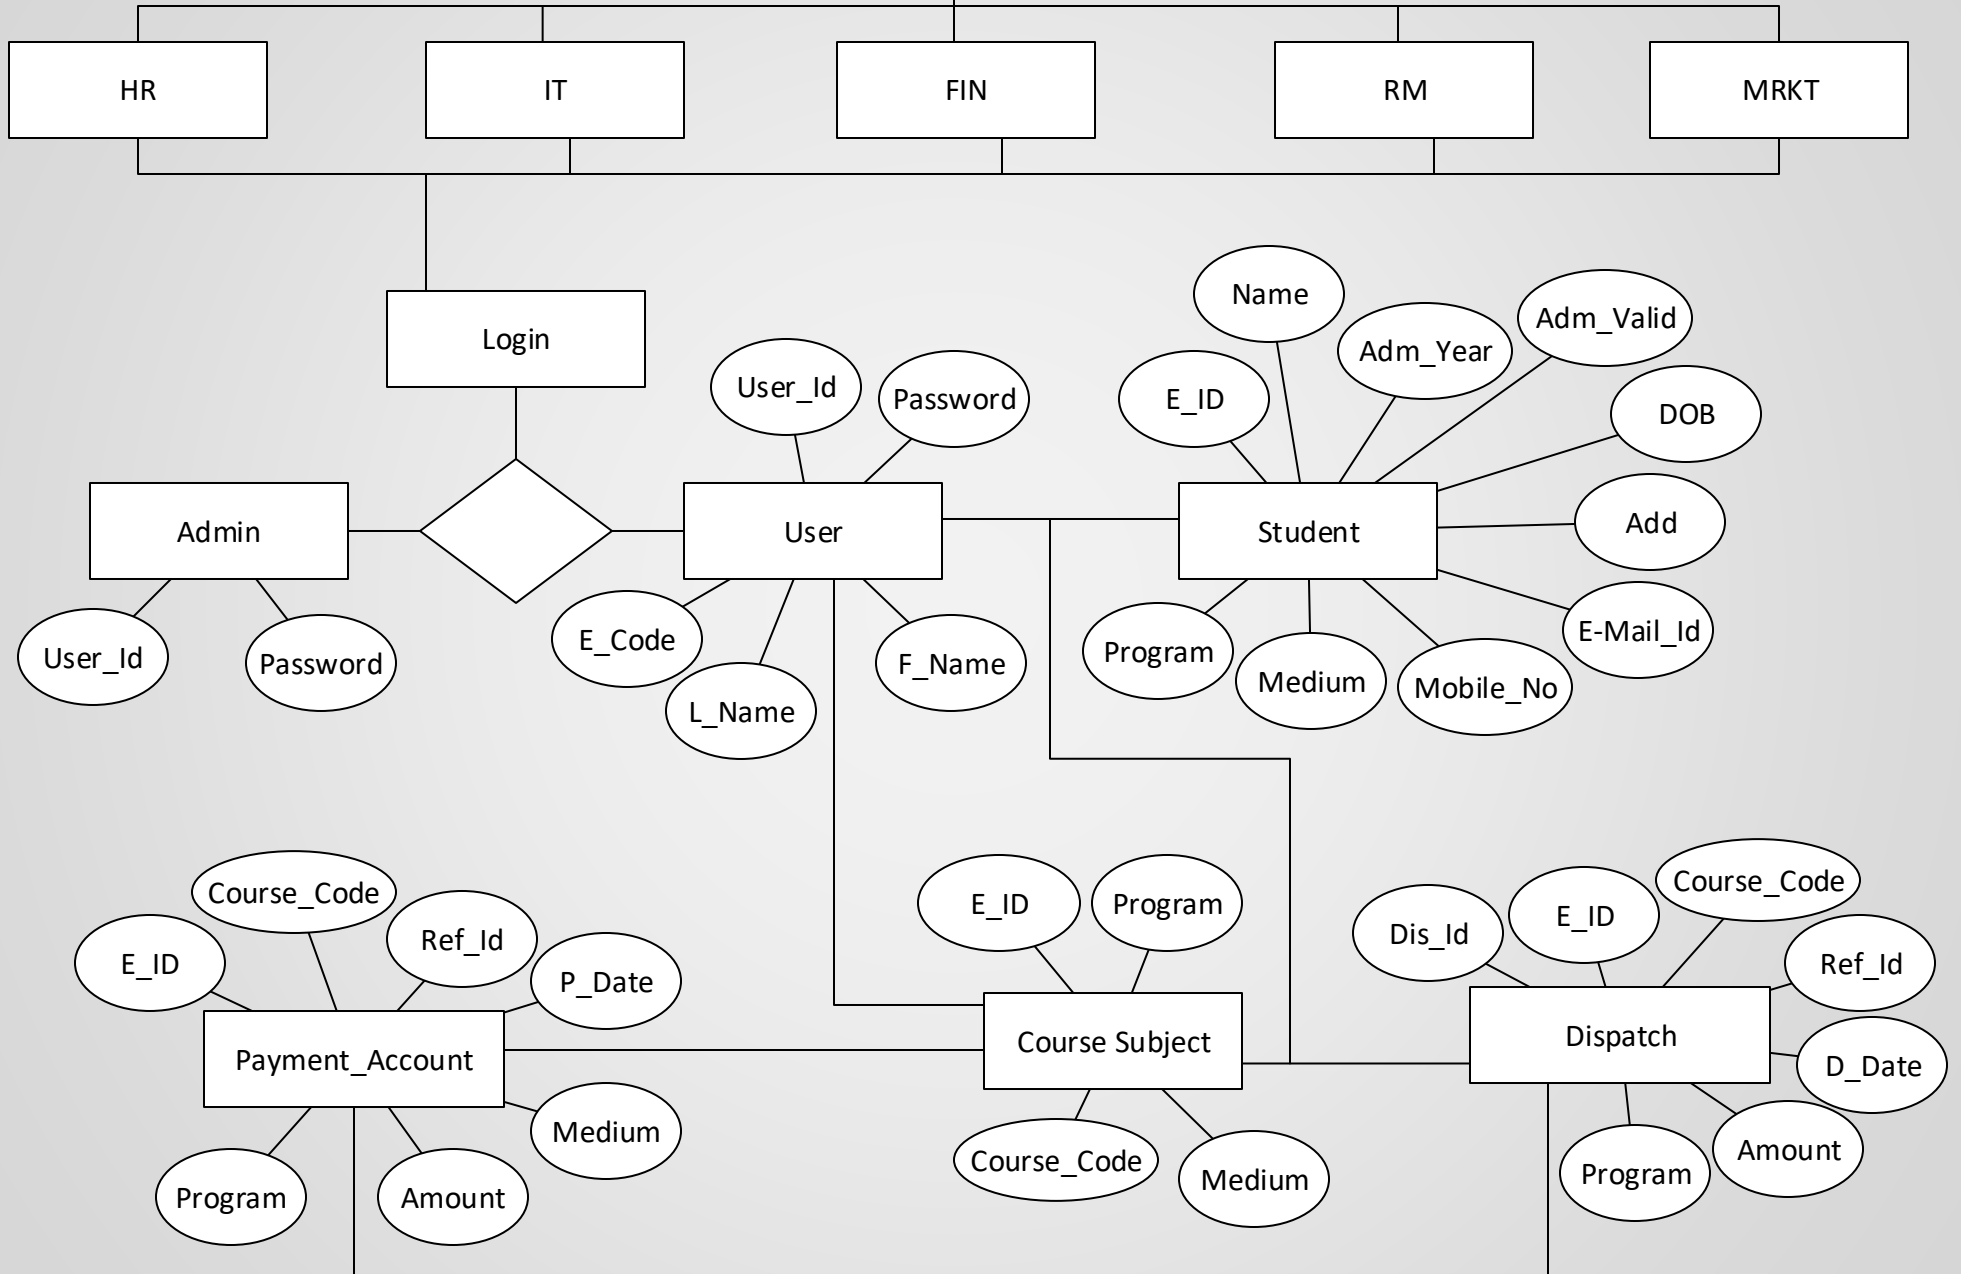 HR
IT
FIN
RM
MRKT
Login
Name
Adm_Year
Adm_Valid
User_Id
Password
E_ID
DOB
Admin
User
Student
Add
User_Id
Password
E_Code
L_Name
F_Name
Program
Medium
Mobile_No
E-Mail_Id
Course_Code
E_ID
Ref_Id
P_Date
E_ID
Program
Dis_Id
E_ID
Course_Code
Ref_Id
Payment_Account
Course Subject
Dispatch
D_Date
Program
Amount
Medium
Course_Code
Medium
Program
Amount